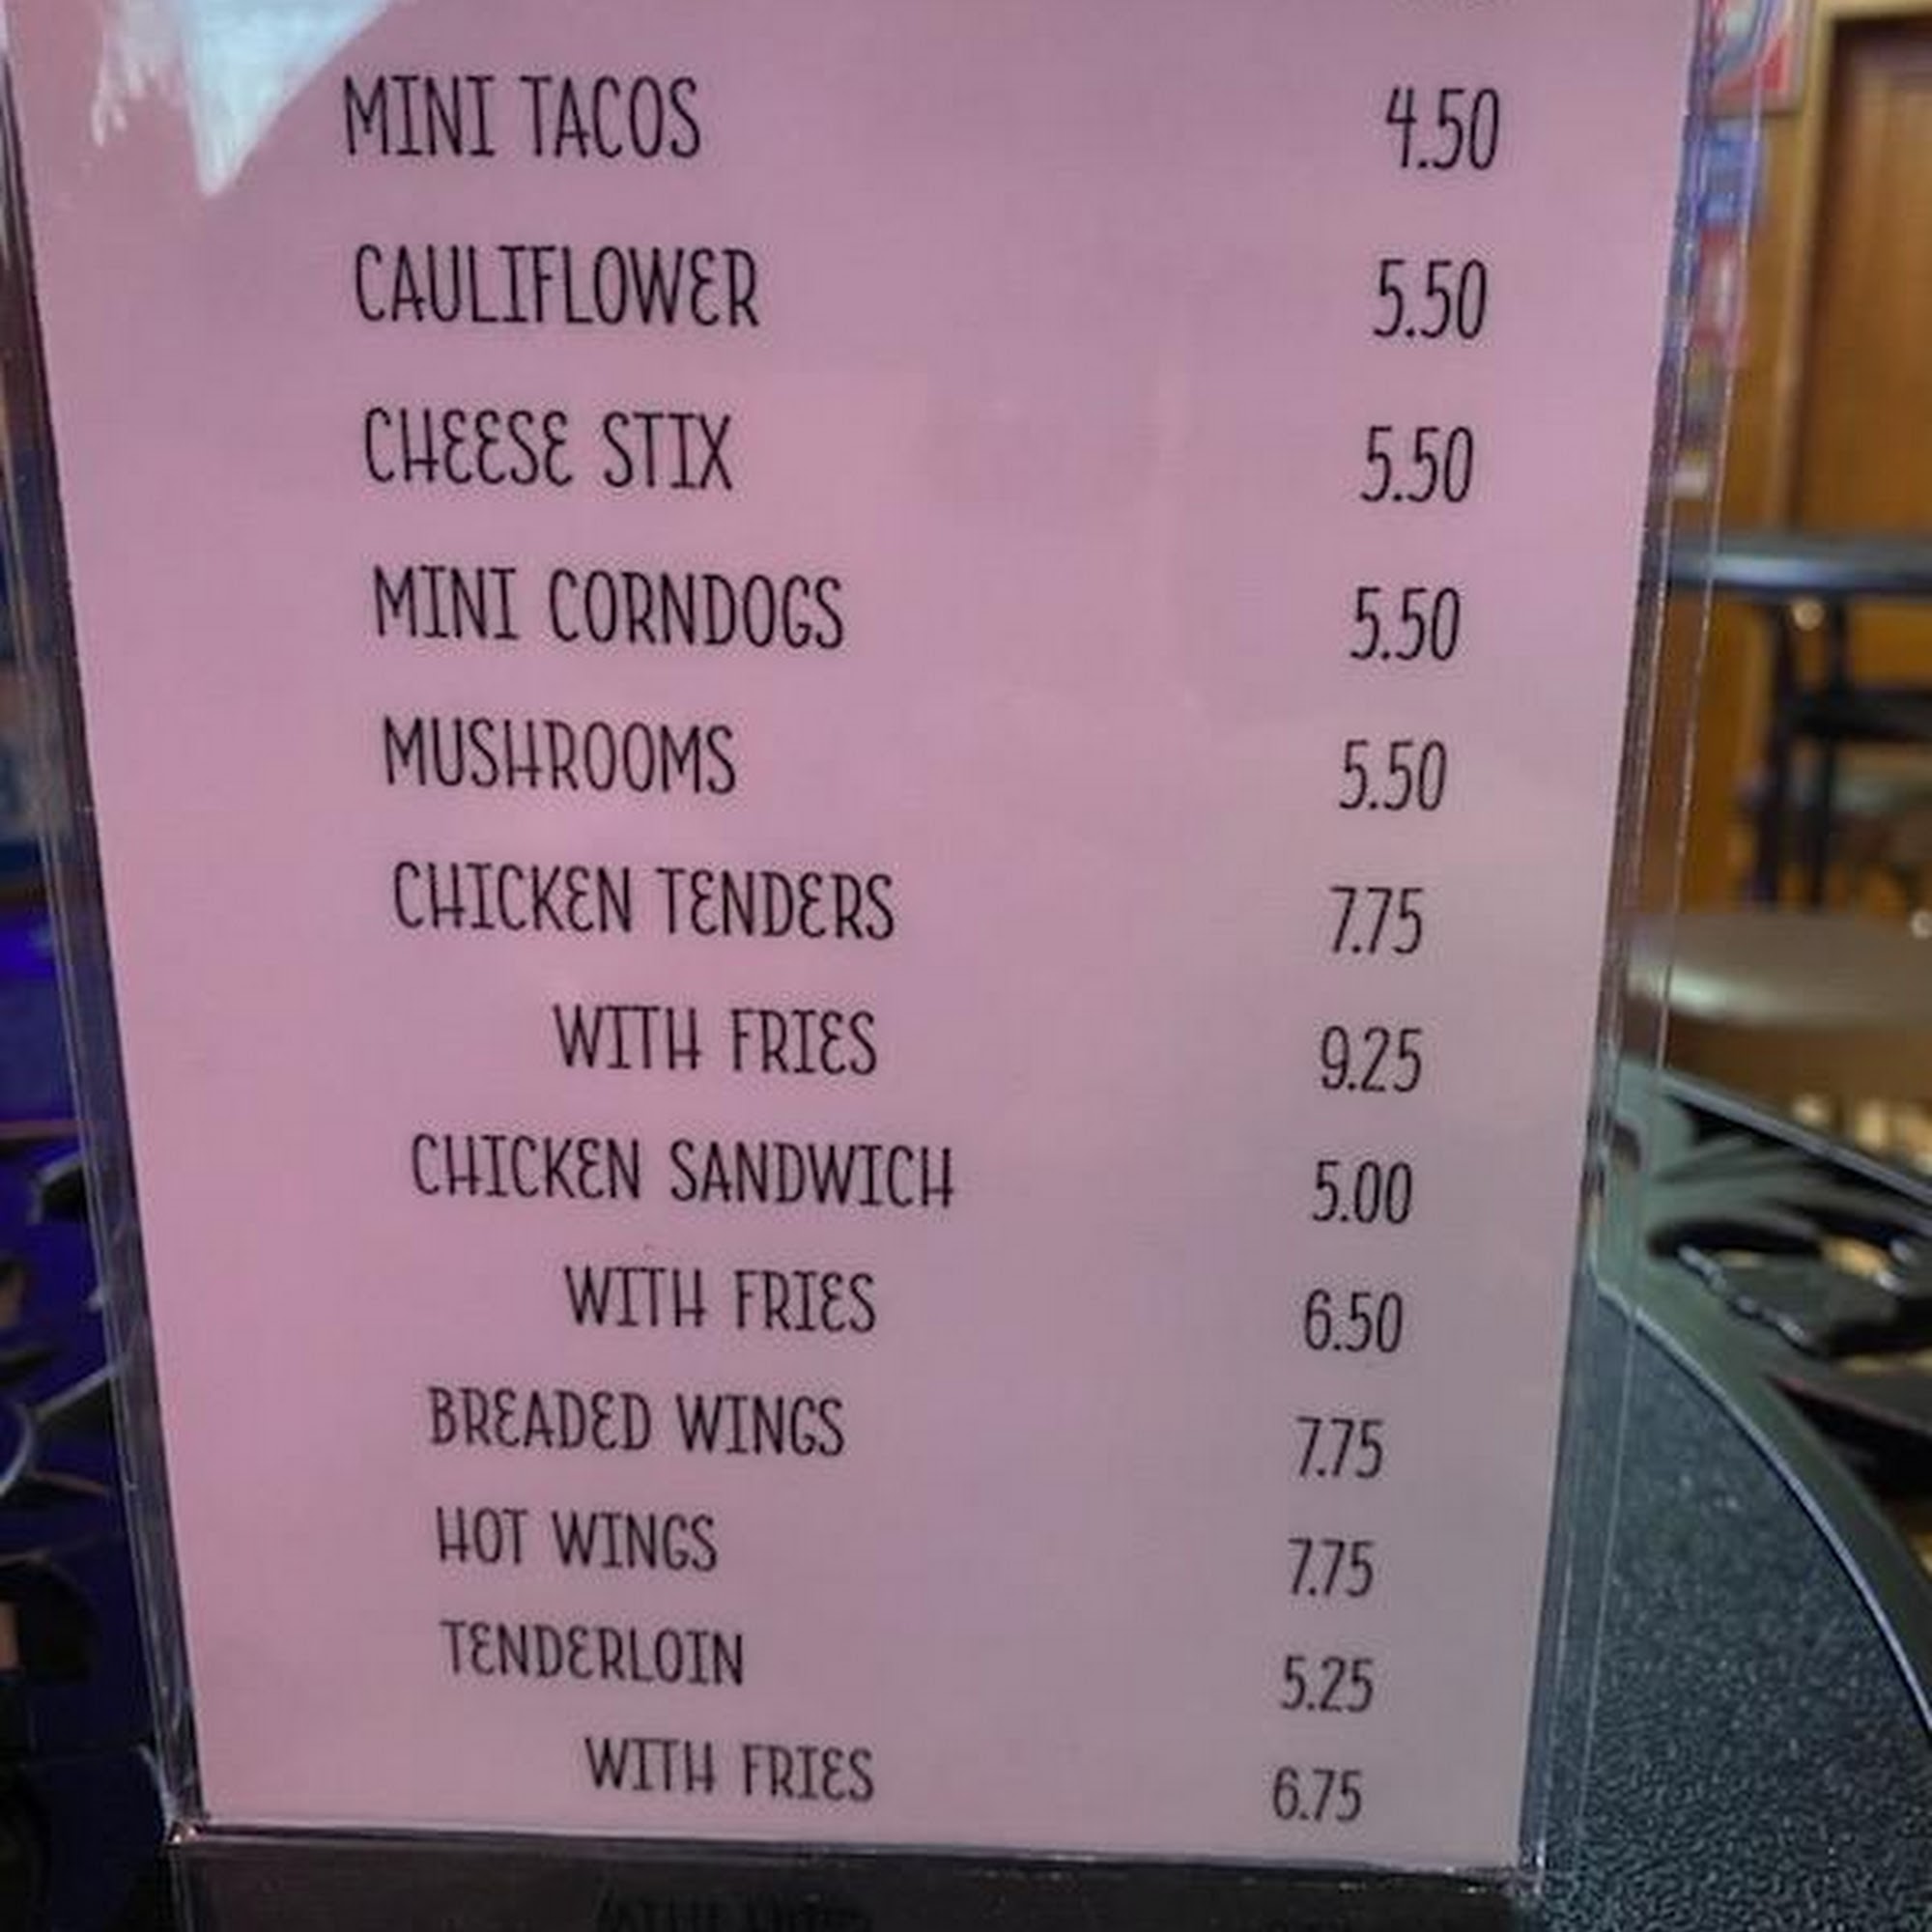 MINI TACOS 4.50
CAULIFLOWER 5.50
CHEESE STIX 5.50
MINI CORNDOGS 5.50
MUSHROOMS 5.50
CHICKEN TENDERS 7.75
WITH FRIES 9.25
CHICKEN SANDWICH 5.00
WITH FRIES 6.50
BREADED WINGS 7.75
HOT WINGS 7.75
TENDERLOIN 5.25
WITH FRIES 6.75